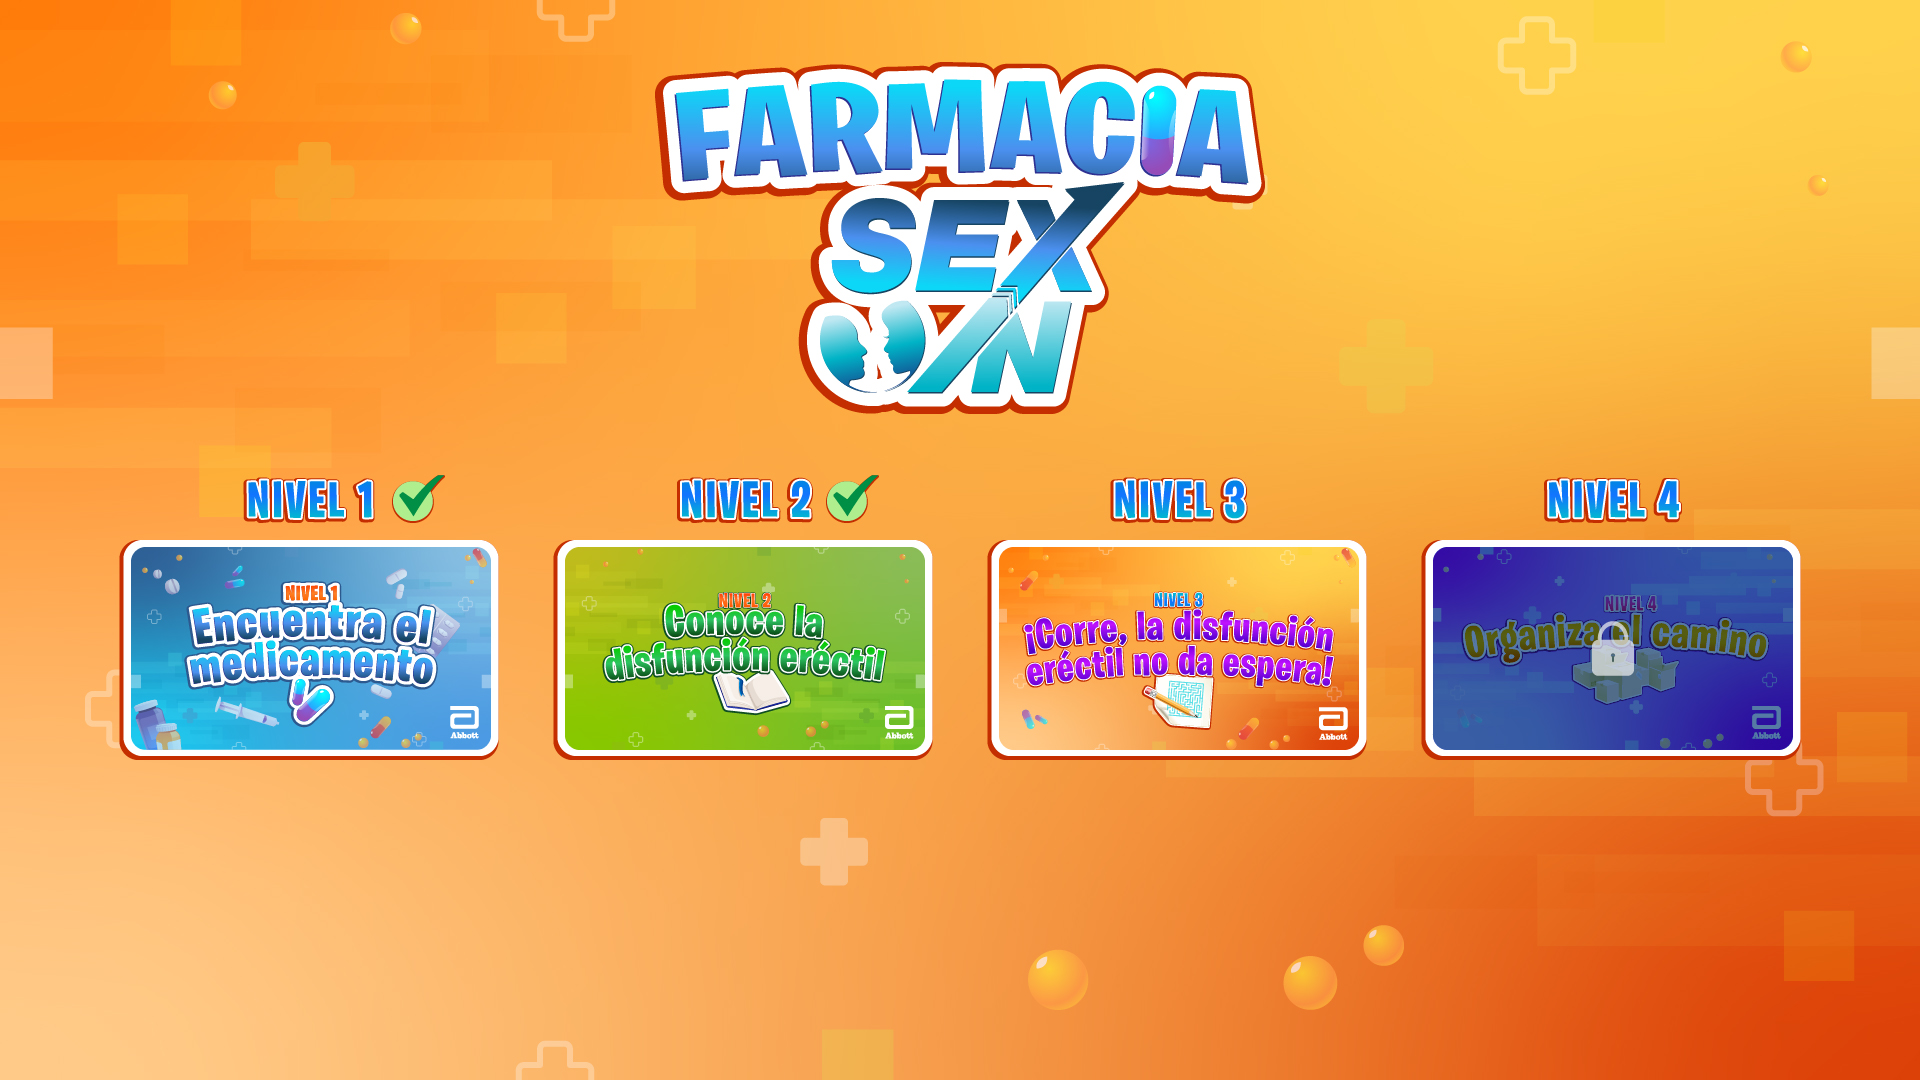 FARMACIA
SEX
ON
NIVEL 1
NIVEL 2
NIVEL 3
NIVEL 4
NIVEL 1
Encuentra el
medicamento
Abbott
NIVEL 2
Conoce la
disfunción eréctil
Abbott
NIVEL 3
¡Corre, la disfunción
eréctil no da espera!
Abbott
NIVEL 4
Organiza el camino
Abbott